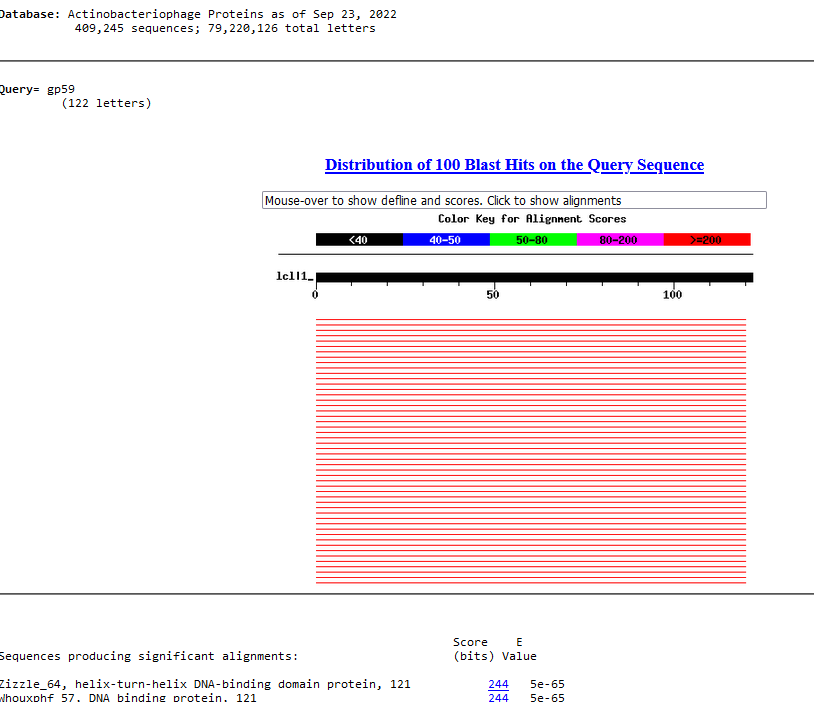 Database: Actinobacteriophage Proteins as of Sep 23, 2022
409,245 sequences; 79,220,126 total letters
Query= gp59
(122 letters)
Distribution of 100 Blast Hits on the Query Sequence
Mouse-over to show defline and scores. Click to show alignments
Color Key for Alignment Scores
<40 40-50 50-80 80-200 >=200
lcl|1_
0 50 100
Score E
Sequences producing significant alignments: (bits) Value
Zizzle_64, helix-turn-helix DNA-binding domain protein, 121 244 5e-65
Whouxphf_57, DNA binding protein, 121 244 5e-65